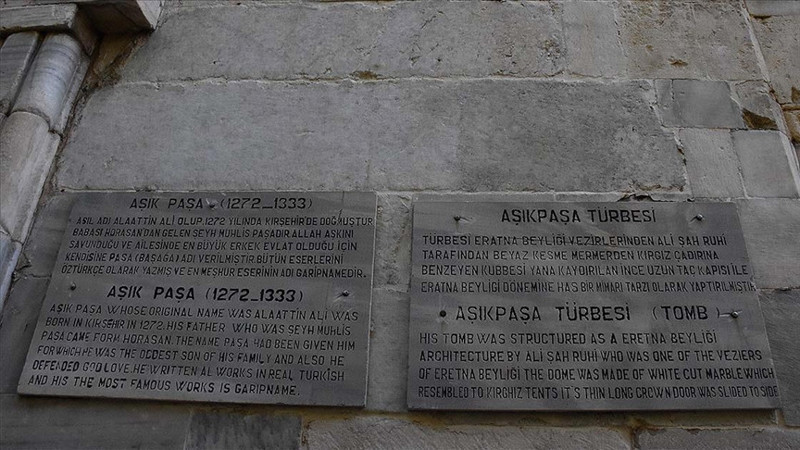 AŞIK PAŞA (1272_1333)
ASIL ADI ALAATTİN ALİ OLUP, 1272 YILINDA KIRŞEHİR'DE DOĞMUŞTUR
BABASI HORASAN'DAN GELEN ŞEYH MUHLİS PAŞADIR. ALLAH AŞKINI
SAVUNDUĞU VE AİLESİNDE EN BÜYÜK ERKEK EVLAT OLDUĞU İÇİN
KENDİSİNE PAŞA (BAŞAĞA) ADI VERİLMİŞTİR. BÜTÜN ESERLERİNİ
ÖZTÜRKÇE OLARAK YAZMIŞ VE EN MEŞHUR ESERİNİN ADI GARİPNAMEDİR.
AŞIK PAŞA (1272_1333)
AŞIK PAŞA WHOSE ORIGINAL NAME WAS ALAATTİN ALİ WAS
BORN IN KIRŞEHİR IN 1272. HIS FATHER WHO WAS SEYH MUHLİS
PAŞA CAME FORM HORASAN. THE NAME PAŞA HAD BEEN GIVEN HIM
FOR WHICH HE WAS THE ODDEST SON OF HIS FAMILY AND ALSO HE
DEFEADED GOD LOVE. HE WRITTEN AL WORKS IN REAL TURKISH
AND HIS THE MOST FAMOUS WORKS IS GARIPNAME.
AŞIKPAŞA TÜRBESİ
TÜRBESİ ERATNA BEYLİĞİ VEZİRLERİNDEN ALİ ŞAH RUHİ
TARAFINDAN BEYAZ KESME MERMERDEN KIRGIZ ÇADIRINA
BENZEYEN KUBBESİ YANA KAYDIRILAN İNCE UZUN TAÇ KAPISI İLE
ERATNA BEYLİĞİ DÖNEMİNE HAS BİR MİMARİ TARZI OLARAK YAPTIRILMIŞTIR
AŞIKPAŞA TÜRBESİ (TOMB)
HIS TOMB WAS STRUCTURED AS A ERETNA BEYLİĞİ
ARCHITECTURE BY ALİ ŞAH RUHİ WHO WAS ONE OF THE VEZIERS
OF ERETNA BEYLİĞİ THE DOME WAS MADE OF WHITE CUT MARBLE WHICH
RESEMBLED TO KIRGHIZ TENTS IT'S THIN LONG CROWN DOOR WAS SLIDED TO SIDE